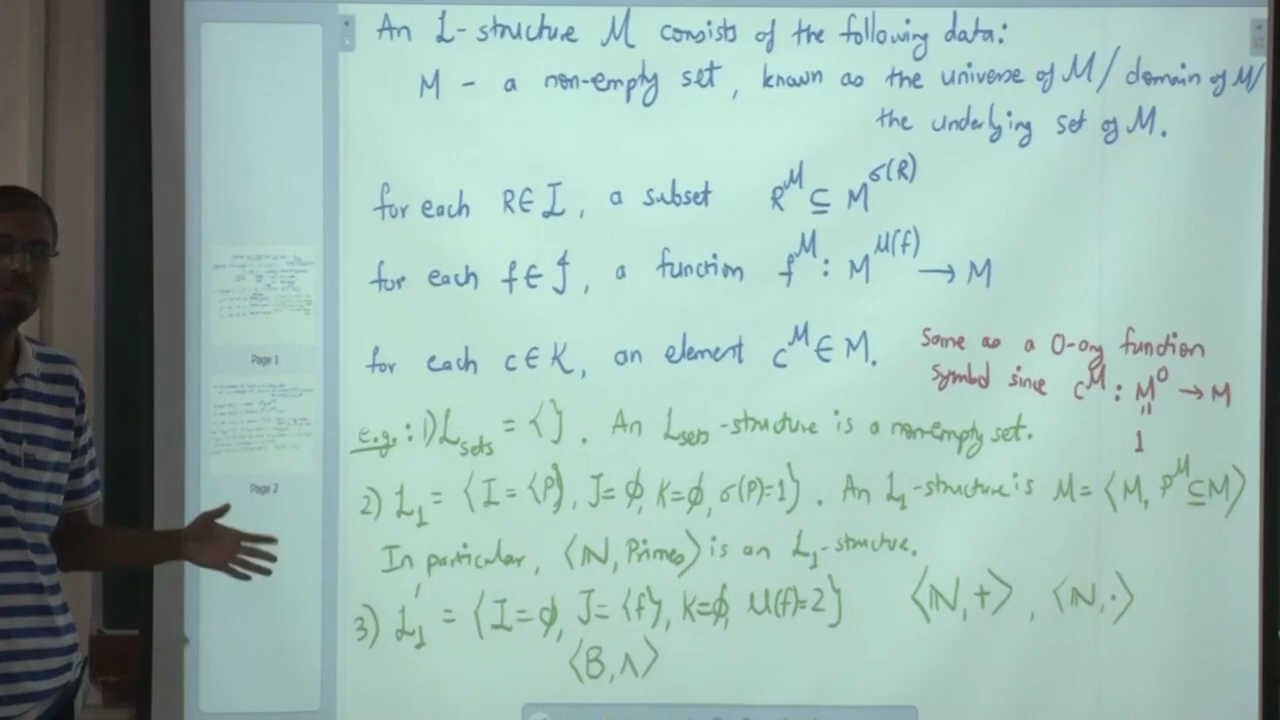 An L-structure M consists of the following data:
M - a non-empty set, known as the universe of M/ domain of M/
the underlying set of M.
for each R∈I, a subset R^M ⊆ M^σ(R)
for each f∈J, a function f^M : M^μ(f) → M
for each c∈K, an element c^M ∈ M.
Same as a 0-ary function
symbol since c^M : M^0 → M
"
1
e.g.: 1) L_sets = {}. An L_sets-structure is a non-empty set.
2) L_1 = {I = {P}, J=ϕ, K=ϕ, σ(P)=1}. An L_1-structure is M = ⟨M, P^M⊆M⟩
In particular, ⟨ℕ, Primes⟩ is an L_1-structure.
3) L_1' = {I=ϕ, J={f}, K=ϕ, μ(f)=2} ⟨ℕ,+⟩, ⟨ℕ,·⟩
⟨B,∧⟩
Page 1
Page 2